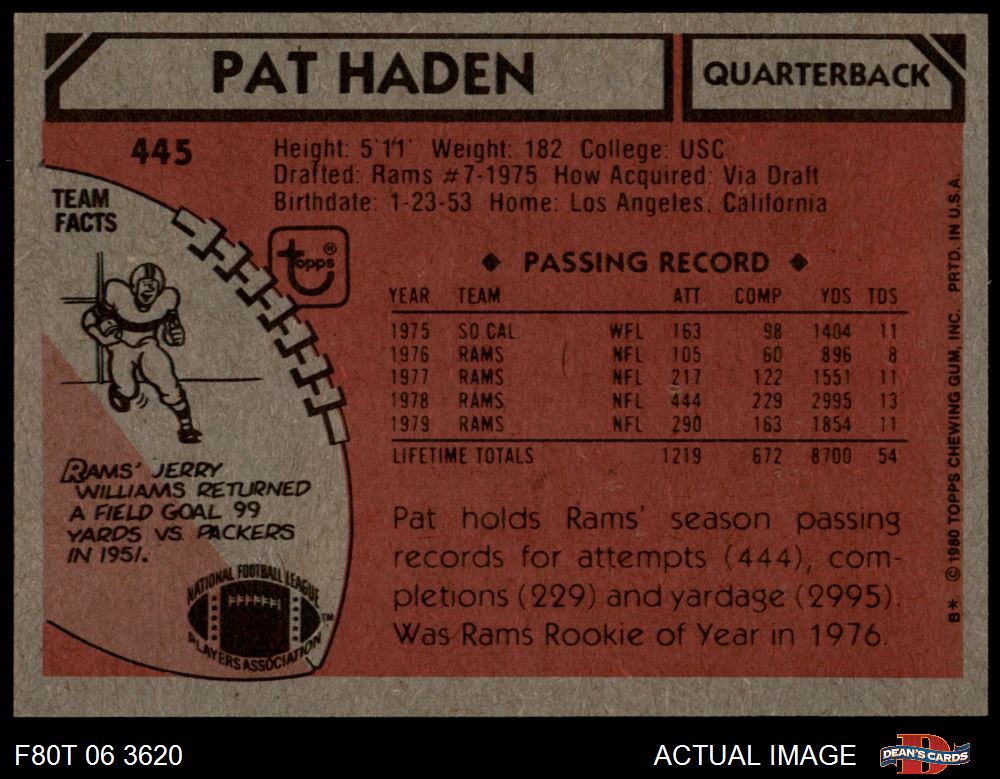 PAT HADEN
QUARTERBACK
445
Height: 5'11" Weight: 182 College: USC
Drafted: Rams #7-1975 How Acquired: Via Draft
Birthdate: 1-23-53 Home: Los Angeles, California
TEAM
FACTS
topps®
◆ PASSING RECORD ◆
YEAR TEAM ATT COMP YDS TDS
1975 SO.CAL WFL 163 98 1404 11
1976 RAMS NFL 105 60 896 8
1977 RAMS NFL 217 122 1551 11
1978 RAMS NFL 444 229 2995 13
1979 RAMS NFL 290 163 1854 11
LIFETIME TOTALS 1219 672 8700 54
RAMS' JERRY
WILLIAMS RETURNED
A FIELD GOAL 99
YARDS VS. PACKERS
IN 1951.
Pat holds Rams' season passing
records for attempts (444), com-
pletions (229) and yardage (2995).
Was Rams Rookie of Year in 1976.
NATIONAL FOOTBALL LEAGUE
PLAYERS ASSOCIATION
TM
B* © 1980 TOPPS CHEWING GUM, INC. PRTD. IN U.S.A.
F80T 06 3620
ACTUAL IMAGE
DEAN'S CARDS